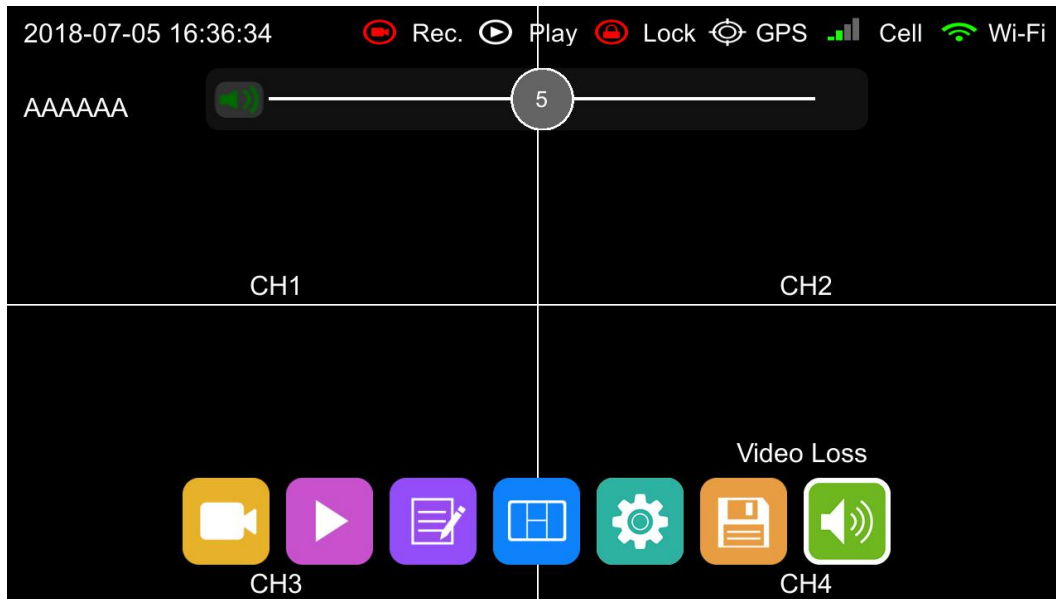 2018-07-05 16:36:34 Rec. Play Lock GPS Cell Wi-Fi
AAAAAA 5
CH1 CH2
Video Loss
CH3 CH4